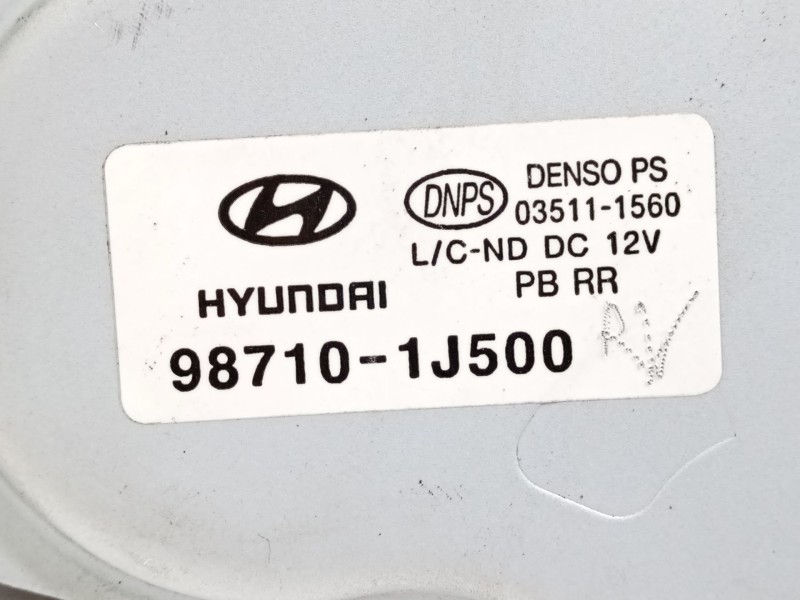 DNPS DENSO PS
03511-1560
L/C-ND DC 12V
PB RR
HYUNDAI
98710-1J500